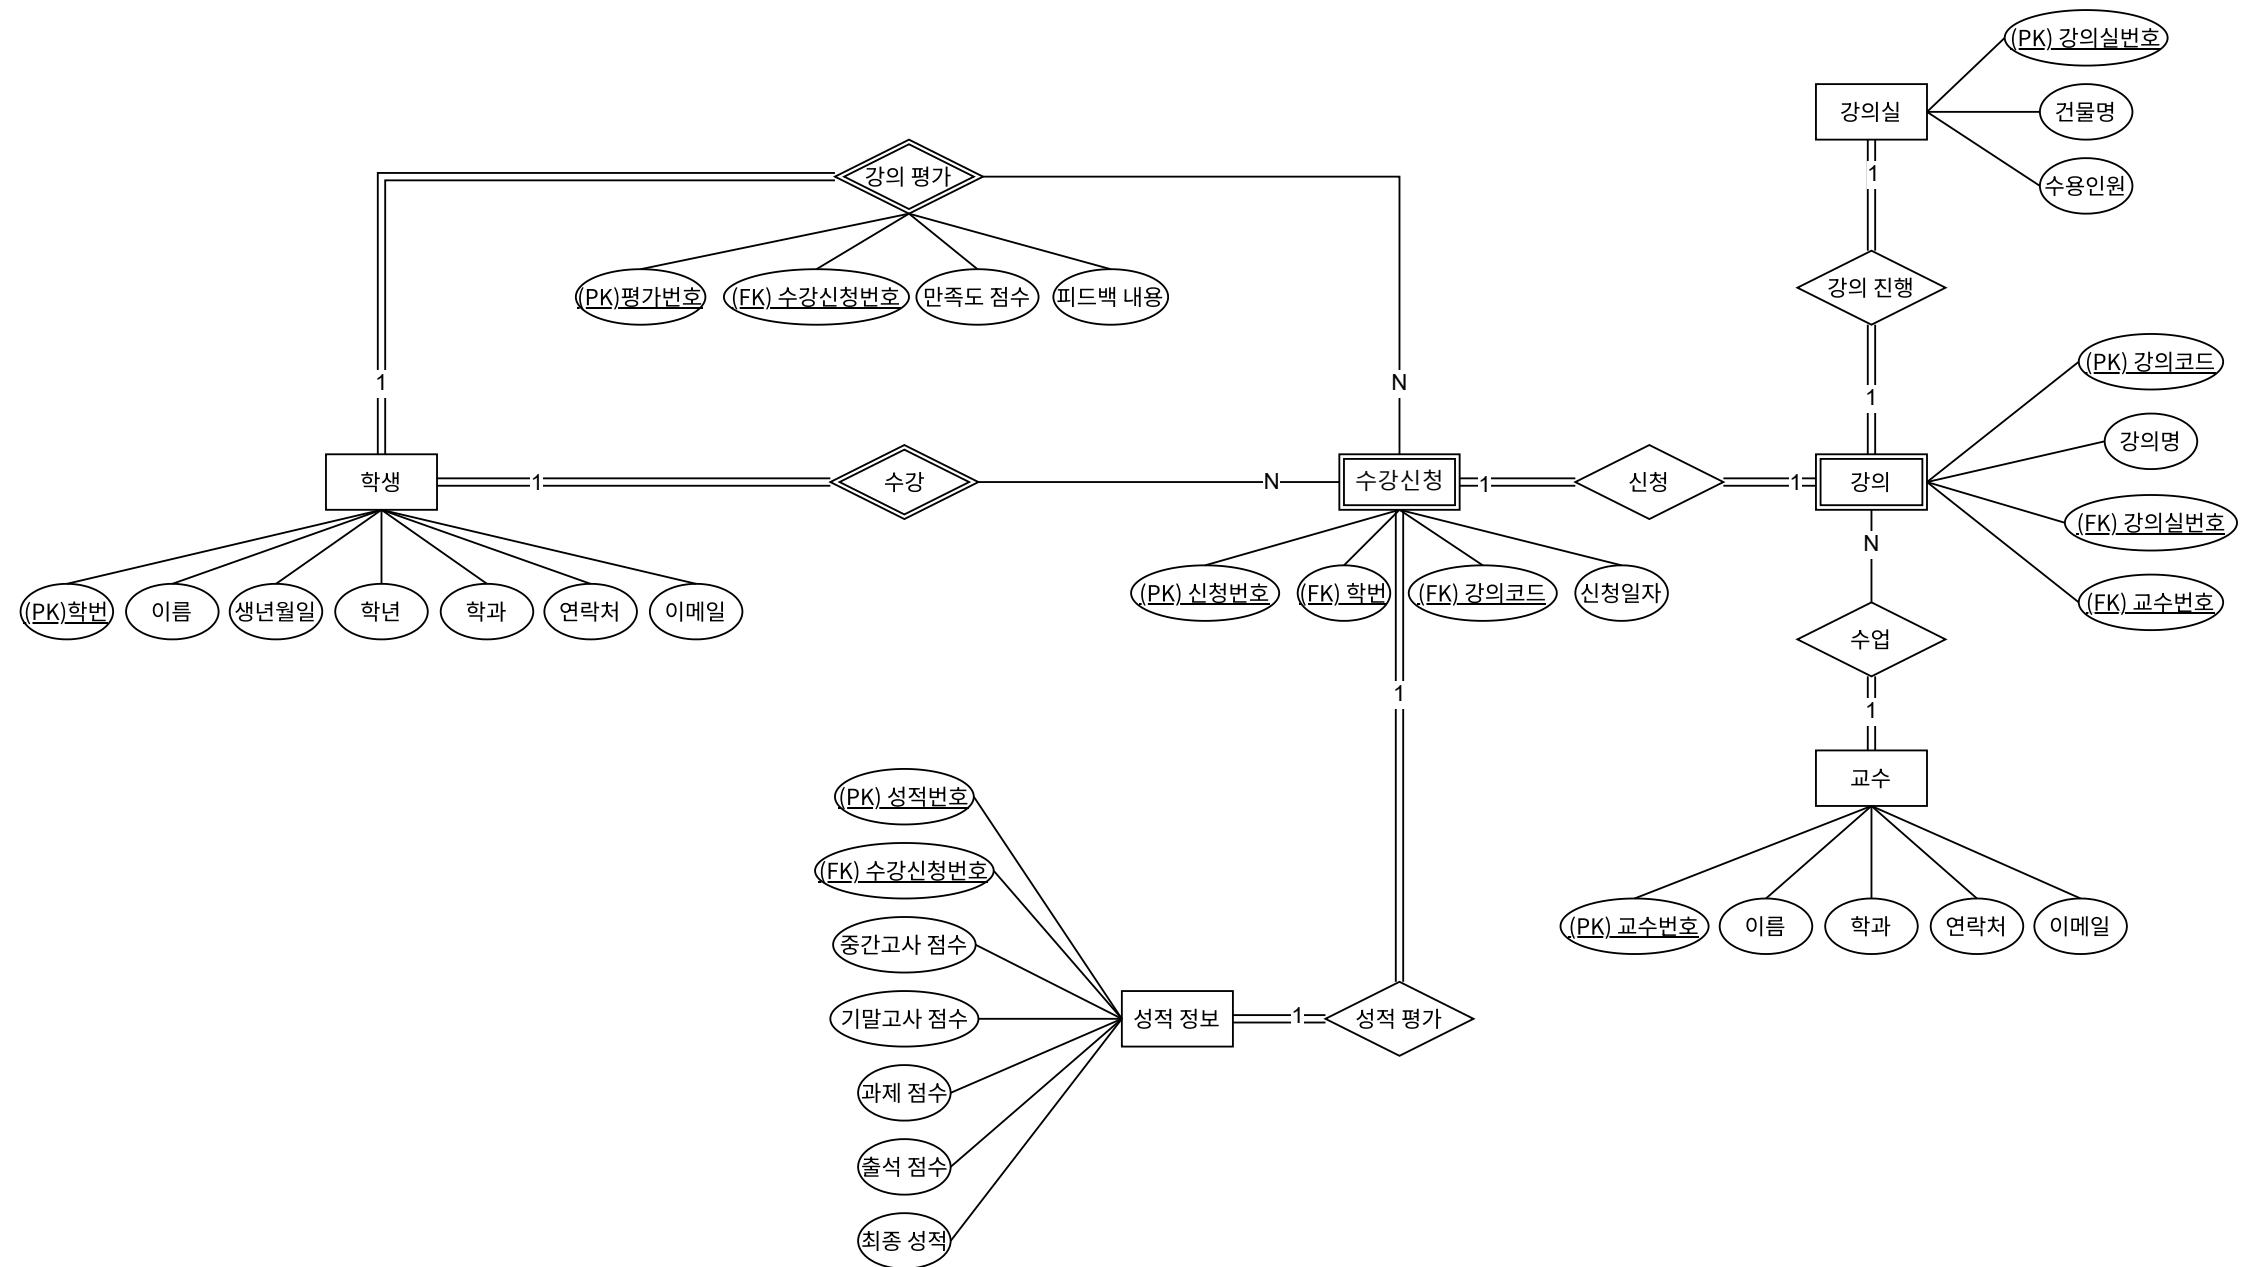 (PK) 강의실번호
강의실
건물명
수용인원
1
강의 평가
강의 진행
(PK)평가번호
(FK) 수강신청번호
만족도 점수
피드백 내용
1
N
1
(PK) 강의코드
강의명
학생
1
수강
N
수강신청
1
신청
1
강의
(FK) 강의실번호
N
(FK) 교수번호
(PK)학번
이름
생년월일
학년
학과
연락처
이메일
(PK) 신청번호
(FK) 학번
(FK) 강의코드
신청일자
수업
1
1
교수
(PK) 성적번호
(FK) 수강신청번호
(PK) 교수번호
이름
학과
연락처
이메일
중간고사 점수
기말고사 점수
성적 정보
1
성적 평가
과제 점수
출석 점수
최종 성적